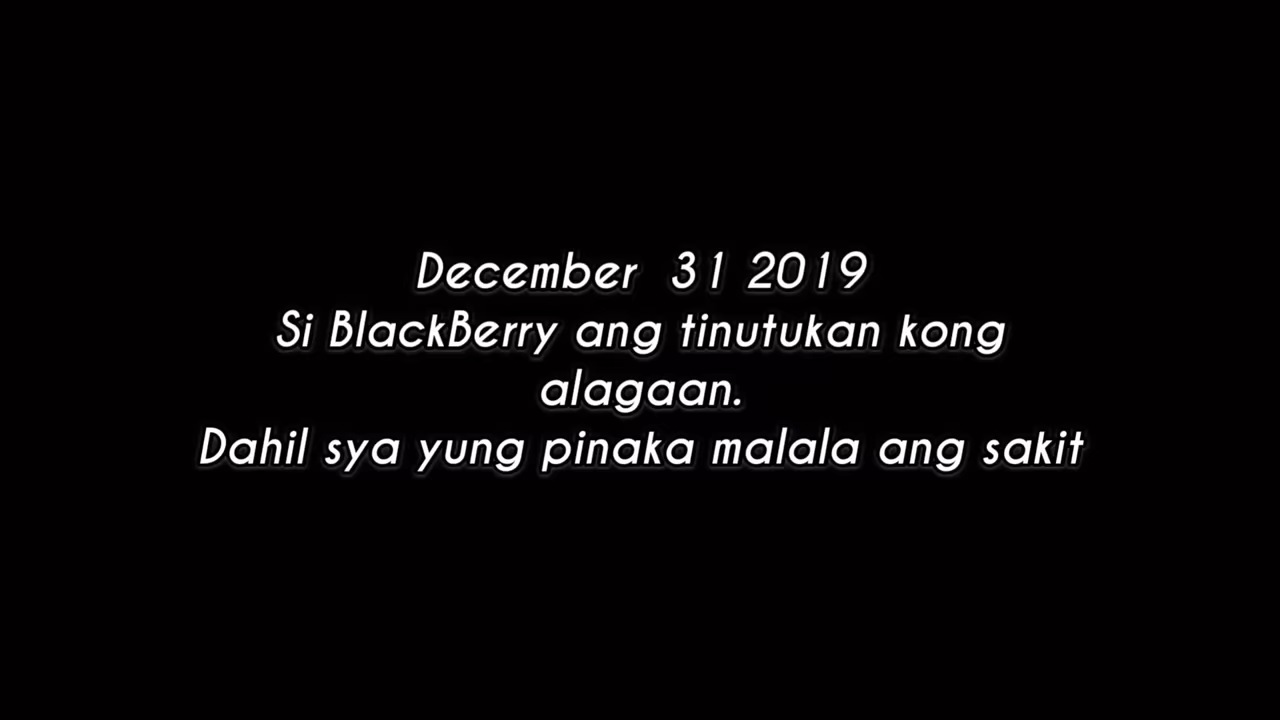 December 31 2019
Si BlackBerry ang tinutukan kong
alagaan.
Dahil sya yung pinaka malala ang sakit